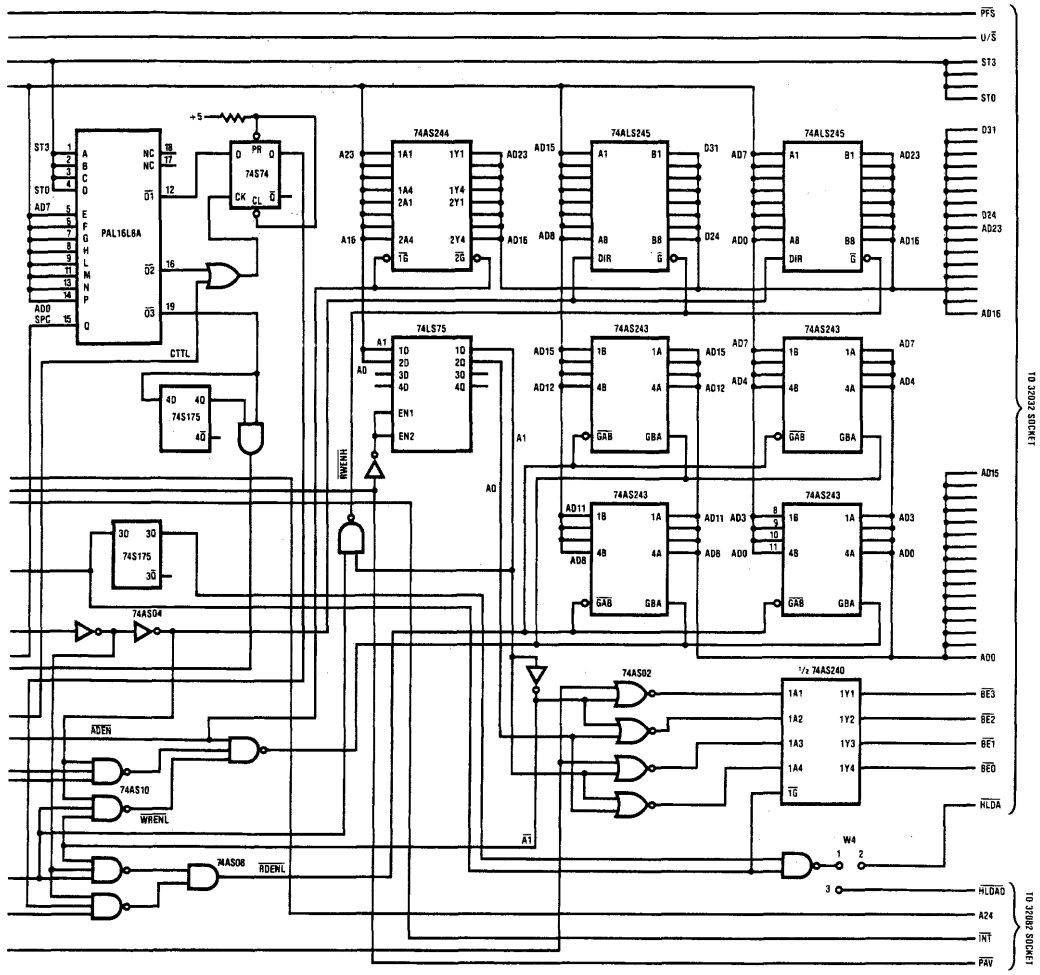 PFS
U/S
ST3
ST0
+5
74AS244
74ALS245
74ALS245
D31
PAL16L8A
PR
D Q
74S74
CK CL Q
ST3
1 A NC 18
2 B NC 17
3 C
4 D
ST0
O1 12
AD7
5 E
6 F
7 G
8 H
9 L
11 M
13 N
14 P
O2 16
O3 19
AD0
SPC
15 Q
CTTL
A23 1A1 1Y1 AD23
1A4 1Y4
2A1 2Y1
A16 2A4 2Y4 AD16
1G 2G
AD15 A1 B1 D31
AD8 A8 B8 D24
DIR G
AD7 A1 B1 AD23
AD0 A8 B8 AD16
DIR G
D24
AD23
AD16
74LS75
A1 1D 1Q
A0 2D 2Q
3D 3Q
4D 4Q
EN1
EN2
74AS243
AD15 1B 1A AD15
AD12 4B 4A AD12
GAB GBA
74AS243
AD7 1B 1A AD7
AD4 4B 4A AD4
GAB GBA
4D 4Q
74S175
4Q
A1
A0
RWENH
TO 32032 SOCKET
74AS243
AD11 1B 1A AD11
AD8 4B 4A AD8
GAB GBA
74AS243
AD3 8 1B 1A AD3
9
10
AD0 11 4B 4A AD0
GAB GBA
AD15
3D 3Q
74S175
3Q
74AS04
AD0
74AS02
1/2 74AS240
1A1 1Y1 BE3
1A2 1Y2 BE2
1A3 1Y3 BE1
1A4 1Y4 BE0
1G
ADEN
74AS10
WRENL
A1
HLDA
74AS08
RDENL
W4
1 2
3
HLDAO
A24
INT
PAV
TO 32082 SOCKET